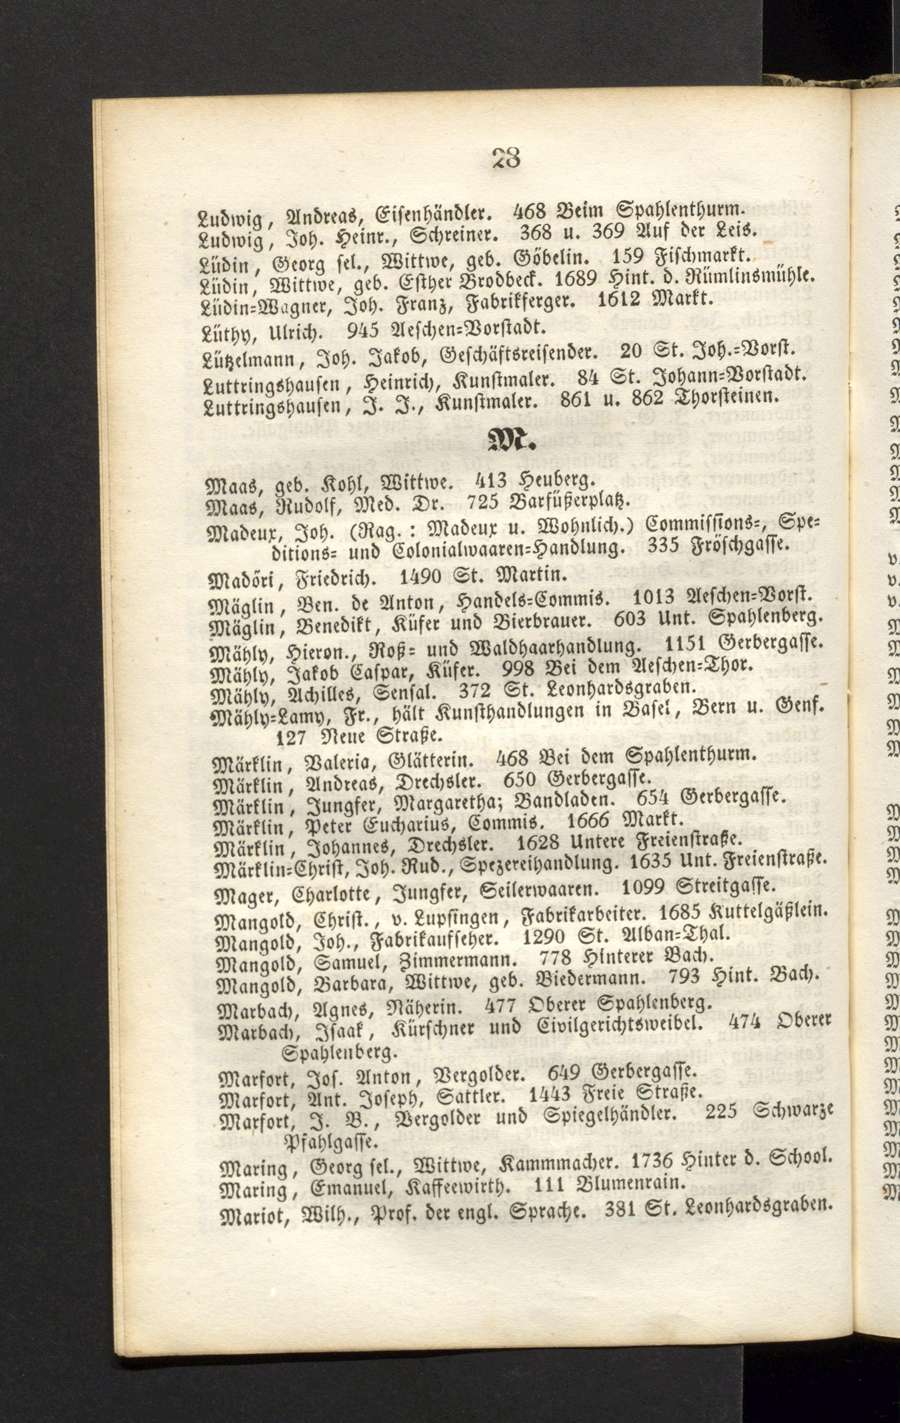 28
Ludwig, Andreas, Eisenhändler. 468 Beim Spahlenthurm.
Ludwig, Joh. Heinr., Schreiner. 368 u. 369 Auf der Leis.
Lüdin, Georg sel., Wittwe, geb. Göbelin. 159 Fischmarkt.
Lüdin, Wittwe, geb. Esther Brodbeck. 1689 Hint. d. Rümlinsmühle.
Lüdin-Wagner, Joh. Franz, Fabrikferger. 1612 Markt.
Lüthy, Ulrich. 945 Aeschen-Vorstadt.
Lützelmann, Joh. Jakob, Geschäftsreisender. 20 St. Joh.-Vorst.
Luttringshausen, Heinrich, Kunstmaler. 84 St. Johann-Vorstadt.
Luttringshausen, J. J., Kunstmaler. 861 u. 862 Thorsteinen.
M.
Maas, geb. Kohl, Wittwe. 413 Heuberg.
Maas, Rudolf, Med. Dr. 725 Barfüßerplatz.
Madeux, Joh. (Rag.: Madeux u. Wohnlich.) Commissions-, Spe-
ditions- und Colonialwaaren-Handlung. 335 Fröschgasse.
Madöri, Friedrich. 1490 St. Martin.
Mäglin, Ben. de Anton, Handels-Commis. 1013 Aeschen-Vorst.
Mäglin, Benedikt, Küfer und Bierbrauer. 603 Unt. Spahlenberg.
Mähly, Hieron., Roß- und Waldhaarhandlung. 1151 Gerbergasse.
Mähly, Jakob Caspar, Küfer. 998 Bei dem Aeschen-Thor.
Mähly, Achilles, Sensal. 372 St. Leonhardsgraben.
Mähly-Lamy, Fr., hält Kunsthandlungen in Basel, Bern u. Genf.
127 Neue Straße.
Märklin, Valeria, Glätterin. 468 Bei dem Spahlenthurm.
Märklin, Andreas, Drechsler. 650 Gerbergasse.
Märklin, Jungfer, Margaretha; Bandladen. 654 Gerbergasse.
Märklin, Peter Eucharius, Commis. 1666 Markt.
Märklin, Johannes, Drechsler. 1628 Untere Freienstraße.
Märklin-Christ, Joh. Rud., Spezereihandlung. 1635 Unt. Freienstraße.
Mager, Charlotte, Jungfer, Seilerwaaren. 1099 Streitgasse.
Mangold, Christ., v. Lupsingen, Fabrikarbeiter. 1685 Kuttelgäßlein.
Mangold, Joh., Fabrikaufseher. 1290 St. Alban-Thal.
Mangold, Samuel, Zimmermann. 778 Hinterer Bach.
Mangold, Barbara, Wittwe, geb. Biedermann. 793 Hint. Bach.
Marbach, Agnes, Näherin. 477 Oberer Spahlenberg.
Marbach, Isaak, Kürschner und Civilgerichtsweibel. 474 Oberer
Spahlenberg.
Marfort, Jos. Anton, Vergolder. 649 Gerbergasse.
Marfort, Ant. Joseph, Sattler. 1443 Freie Straße.
Marfort, J. B., Vergolder und Spiegelhändler. 225 Schwarze
Pfahlgasse.
Maring, Georg sel., Wittwe, Kammmacher. 1736 Hinter d. School.
Maring, Emanuel, Kaffeewirth. 111 Blumenrain.
Mariot, Wilh., Prof. der engl. Sprache. 381 St. Leonhardsgraben.